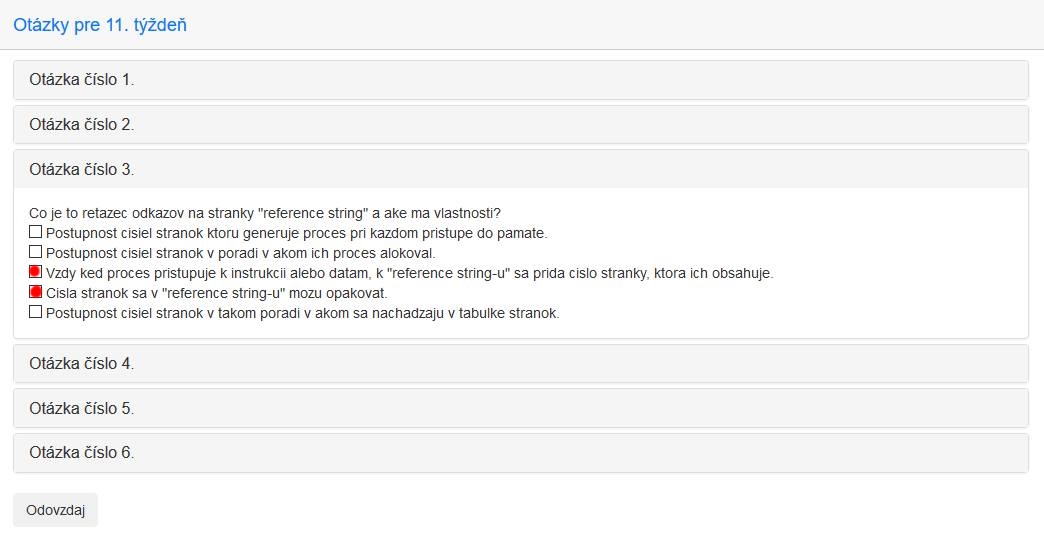 Otázky pre 11. týždeň
Otázka číslo 1.
Otázka číslo 2.
Otázka číslo 3.
Co je to retazec odkazov na stranky "reference string" a ake ma vlastnosti?
Postupnost cisiel stranok ktoru generuje proces pri kazdom pristupe do pamate.
Postupnost cisiel stranok v poradi v akom ich proces alokoval.
Vzdy ked proces pristupuje k instrukcii alebo datam, k "reference string-u" sa prida cislo stranky, ktora ich obsahuje.
Cisla stranok sa v "reference string-u" mozu opakovat.
Postupnost cisiel stranok v takom poradi v akom sa nachadzaju v tabulke stranok.
Otázka číslo 4.
Otázka číslo 5.
Otázka číslo 6.
Odovzdaj